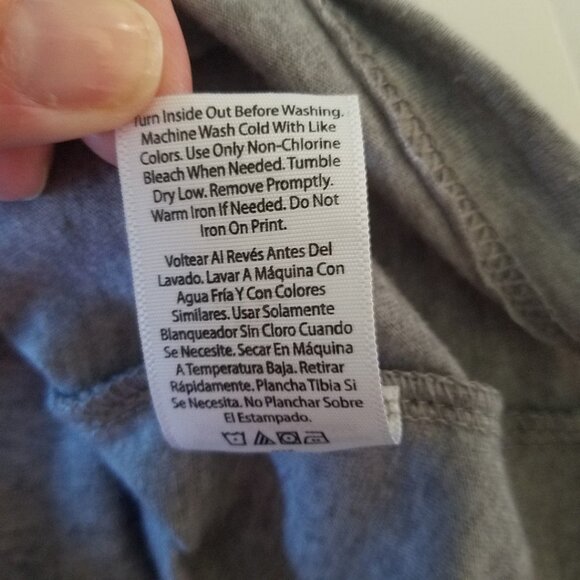 Turn Inside Out Before Washing.
Machine Wash Cold With Like
Colors. Use Only Non-Chlorine
Bleach When Needed. Tumble
Dry Low. Remove Promptly.
Warm Iron If Needed. Do Not
Iron On Print.
Voltear Al Revés Antes Del
Lavado. Lavar A Máquina Con
Agua Fría Y Con Colores
Similares. Usar Solamente
Blanqueador Sin Cloro Cuando
Se Necesite. Secar En Máquina
A Temperatura Baja. Retirar
Rápidamente. Plancha Tibia Si
Se Necesita. No Planchar Sobre
El Estampado.